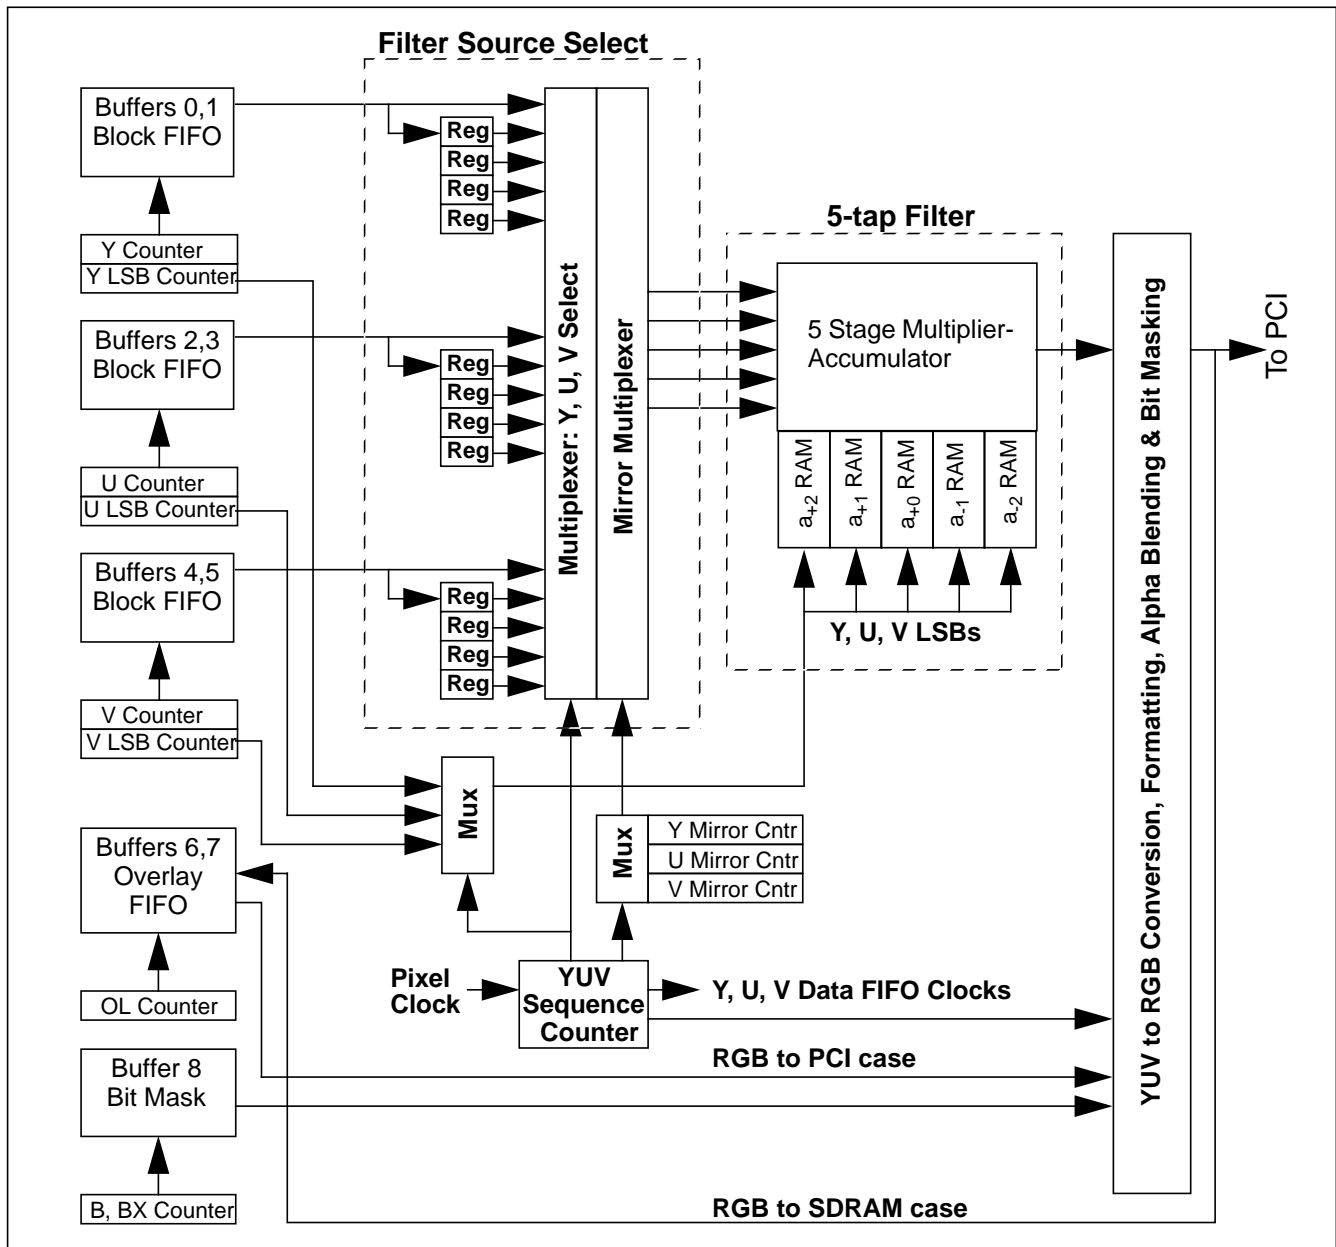 Filter Source Select
Buffers 0,1
Block FIFO
Reg
Reg
Reg
Reg
Y Counter
Y LSB Counter
Buffers 2,3
Block FIFO
Reg
Reg
Reg
Reg
U Counter
U LSB Counter
Buffers 4,5
Block FIFO
Reg
Reg
Reg
Reg
V Counter
V LSB Counter
Multiplexer: Y, U, V Select
Mirror Multiplexer
5-tap Filter
5 Stage Multiplier-
Accumulator
a+2 RAM
a+1 RAM
a+0 RAM
a-1 RAM
a-2 RAM
Y, U, V LSBs
YUV to RGB Conversion, Formatting, Alpha Blending & Bit Masking
To PCI
Mux
Mux
Y Mirror Cntr
U Mirror Cntr
V Mirror Cntr
Buffers 6,7
Overlay
FIFO
OL Counter
Pixel
Clock
YUV
Sequence
Counter
Y, U, V Data FIFO Clocks
RGB to PCI case
Buffer 8
Bit Mask
B, BX Counter
RGB to SDRAM case